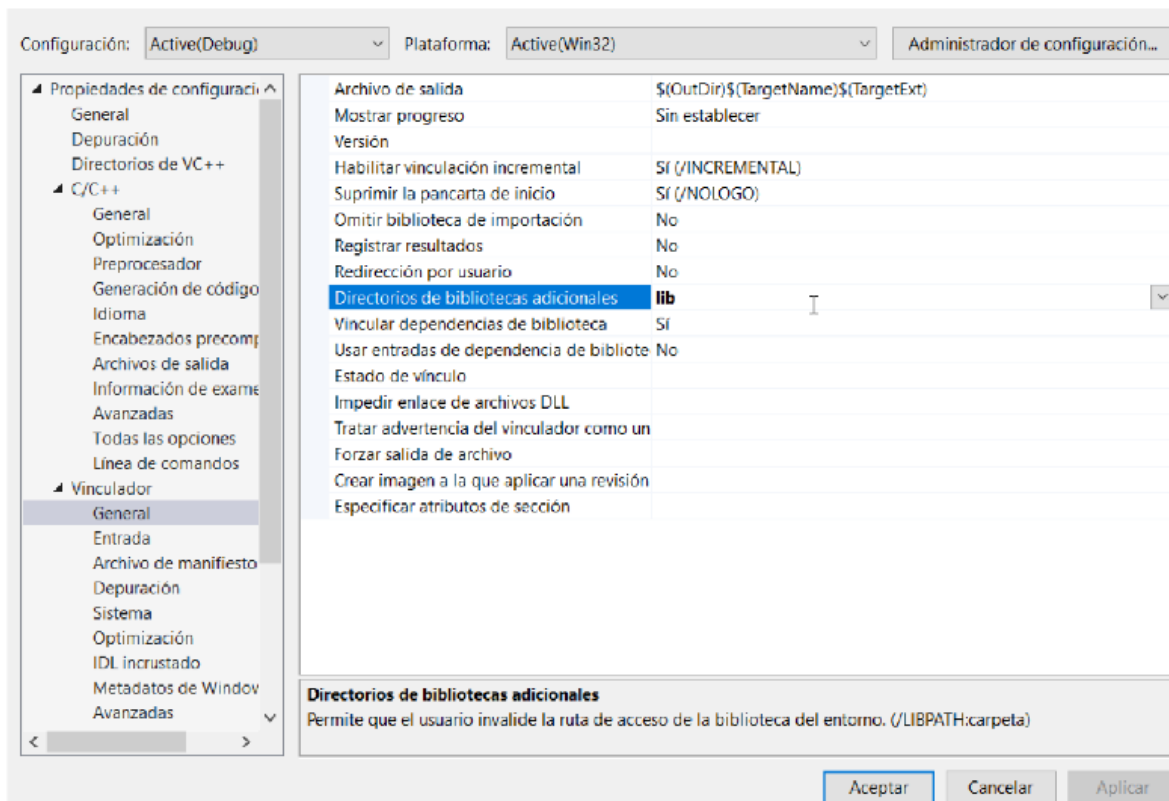 Configuración: Active(Debug) Plataforma: Active(Win32) Administrador de configuración...
Propiedades de configuraci
General
Depuración
Directorios de VC++
C/C++
General
Optimización
Preprocesador
Generación de código
Idioma
Encabezados precomp
Archivos de salida
Información de exame
Avanzadas
Todas las opciones
Línea de comandos
Vinculador
General
Entrada
Archivo de manifiesto
Depuración
Sistema
Optimización
IDL incrustado
Metadatos de Window
Avanzadas
Archivo de salida $(OutDir)$(TargetName)$(TargetExt)
Mostrar progreso Sin establecer
Versión
Habilitar vinculación incremental Sí (/INCREMENTAL)
Suprimir la pancarta de inicio Sí (/NOLOGO)
Omitir biblioteca de importación No
Registrar resultados No
Redirección por usuario No
Directorios de bibliotecas adicionales lib
Vincular dependencias de biblioteca Sí
Usar entradas de dependencia de bibliote No
Estado de vínculo
Impedir enlace de archivos DLL
Tratar advertencia del vinculador como un
Forzar salida de archivo
Crear imagen a la que aplicar una revisión
Especificar atributos de sección
Directorios de bibliotecas adicionales
Permite que el usuario invalide la ruta de acceso de la biblioteca del entorno. (/LIBPATH:carpeta)
Aceptar Cancelar Aplicar